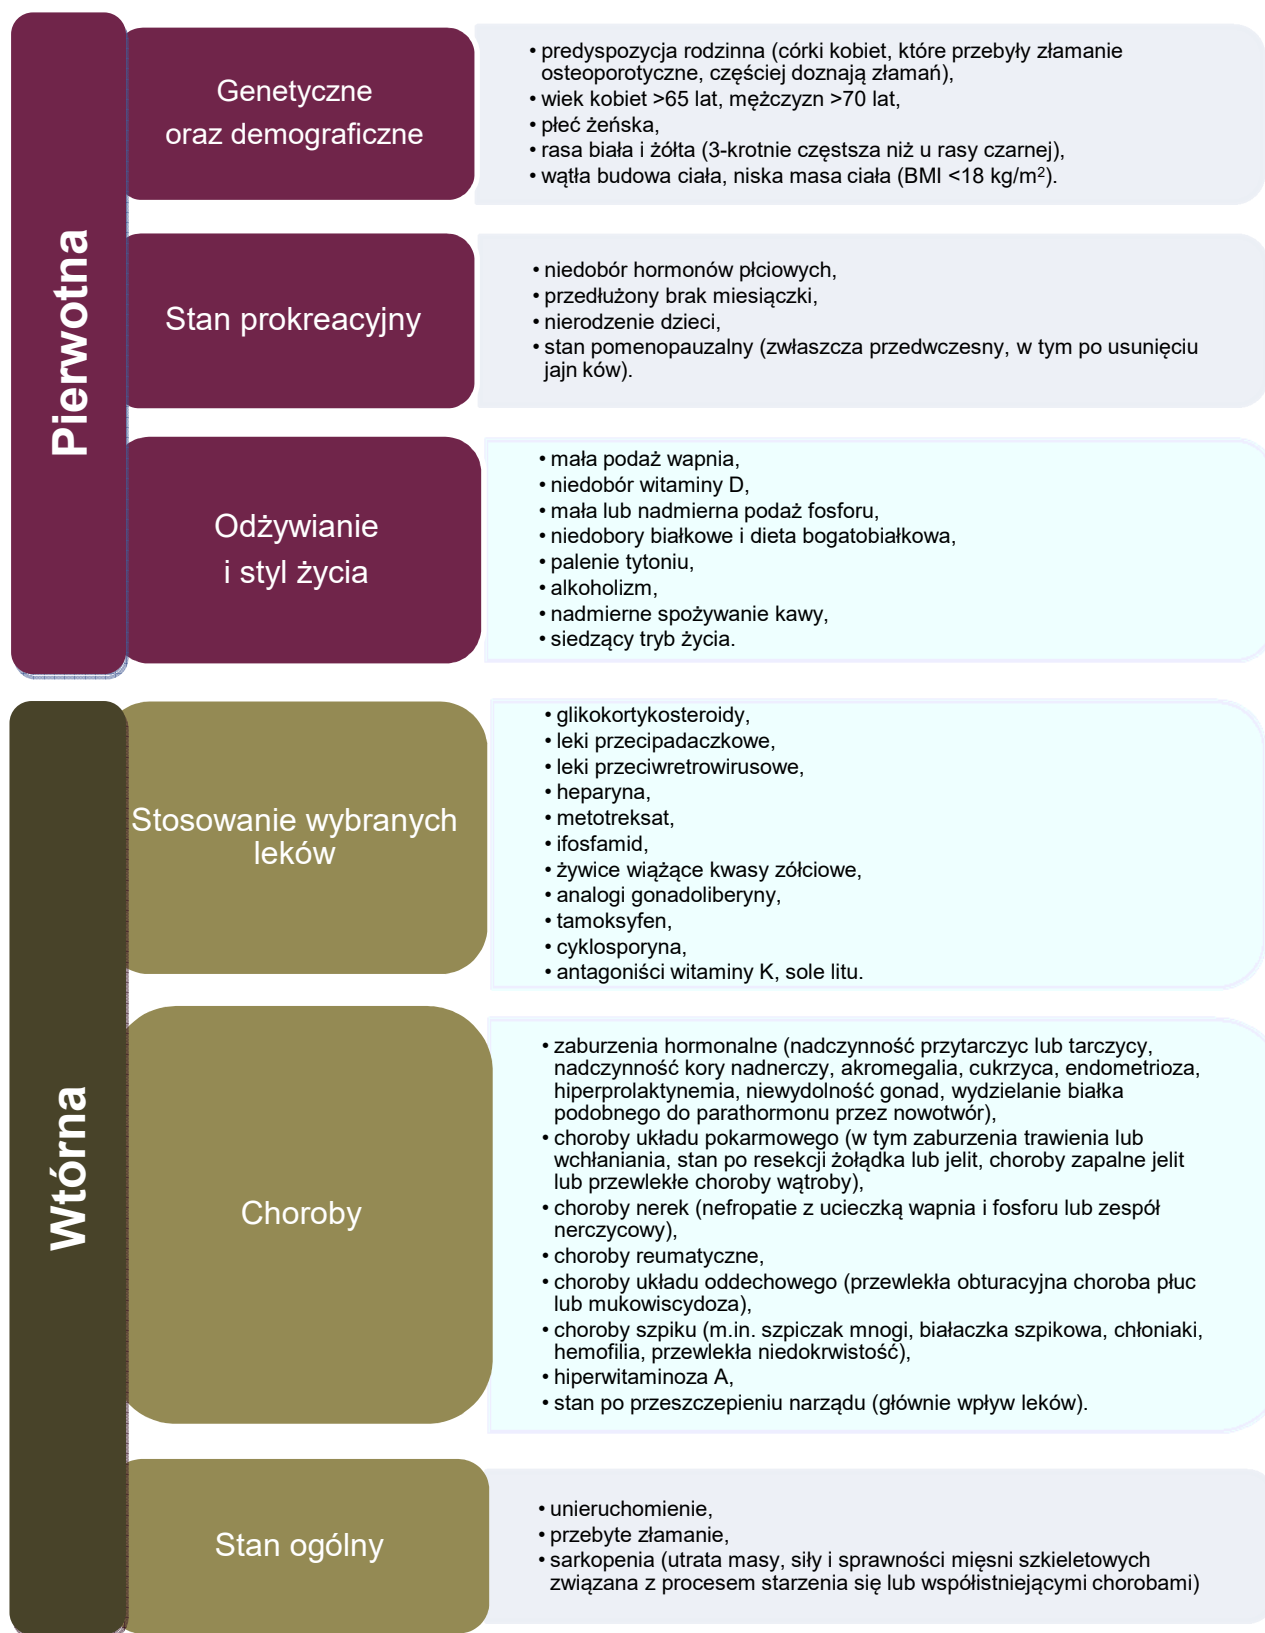 Pierwotna
Genetyczne
oraz demograficzne
• predyspozycja rodzinna (córki kobiet, które przebyły złamanie
osteoporotyczne, częściej doznają złamań),
• wiek kobiet >65 lat, mężczyzn >70 lat,
• płeć żeńska,
• rasa biała i żółta (3-krotnie częstsza niż u rasy czarnej),
• wątła budowa ciała, niska masa ciała (BMI <18 kg/m²).
Stan prokreacyjny
• niedobór hormonów płciowych,
• przedłużony brak miesiączki,
• nierodzenie dzieci,
• stan pomenopauzalny (zwłaszcza przedwczesny, w tym po usunięciu
jajn ków).
Odżywianie
i styl życia
• mała podaż wapnia,
• niedobór witaminy D,
• mała lub nadmierna podaż fosforu,
• niedobory białkowe i dieta bogatobiałkowa,
• palenie tytoniu,
• alkoholizm,
• nadmierne spożywanie kawy,
• siedzący tryb życia.
Wtórna
Stosowanie wybranych
leków
• glikokortykosteroidy,
• leki przecipadaczkowe,
• leki przeciwretrowirusowe,
• heparyna,
• metotreksat,
• ifosfamid,
• żywice wiążące kwasy zółciowe,
• analogi gonadoliberyny,
• tamoksyfen,
• cyklosporyna,
• antagoniści witaminy K, sole litu.
Choroby
• zaburzenia hormonalne (nadczynność przytarczyc lub tarczycy,
nadczynność kory nadnerczy, akromegalia, cukrzyca, endometrioza,
hiperprolaktynemia, niewydolność gonad, wydzielanie białka
podobnego do parathormonu przez nowotwór),
• choroby układu pokarmowego (w tym zaburzenia trawienia lub
wchłaniania, stan po resekcji żołądka lub jelit, choroby zapalne jelit
lub przewlekłe choroby wątroby),
• choroby nerek (nefropatie z ucieczką wapnia i fosforu lub zespół
nerczycowy),
• choroby reumatyczne,
• choroby układu oddechowego (przewlekła obturacyjna choroba płuc
lub mukowiscydoza),
• choroby szpiku (m.in. szpiczak mnogi, białaczka szpikowa, chłoniaki,
hemofilia, przewlekła niedokrwistość),
• hiperwitaminoza A,
• stan po przeszczepieniu narządu (głównie wpływ leków).
Stan ogólny
• unieruchomienie,
• przebyte złamanie,
• sarkopenia (utrata masy, siły i sprawności mięsni szkieletowych
związana z procesem starzenia się lub współistniejącymi chorobami)